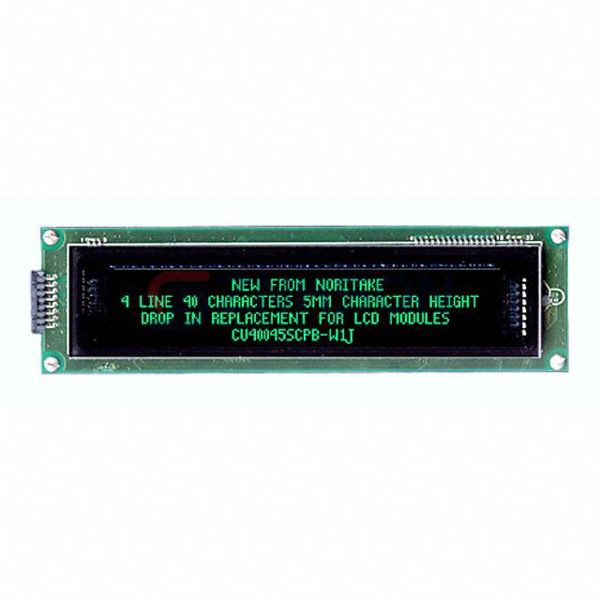 NEW FROM NORITAKE
4 LINE 40 CHARACTERS 5MM CHARACTER HEIGHT
DROP IN REPLACEMENT FOR LCD MODULES
CU40045SCPB-W1J